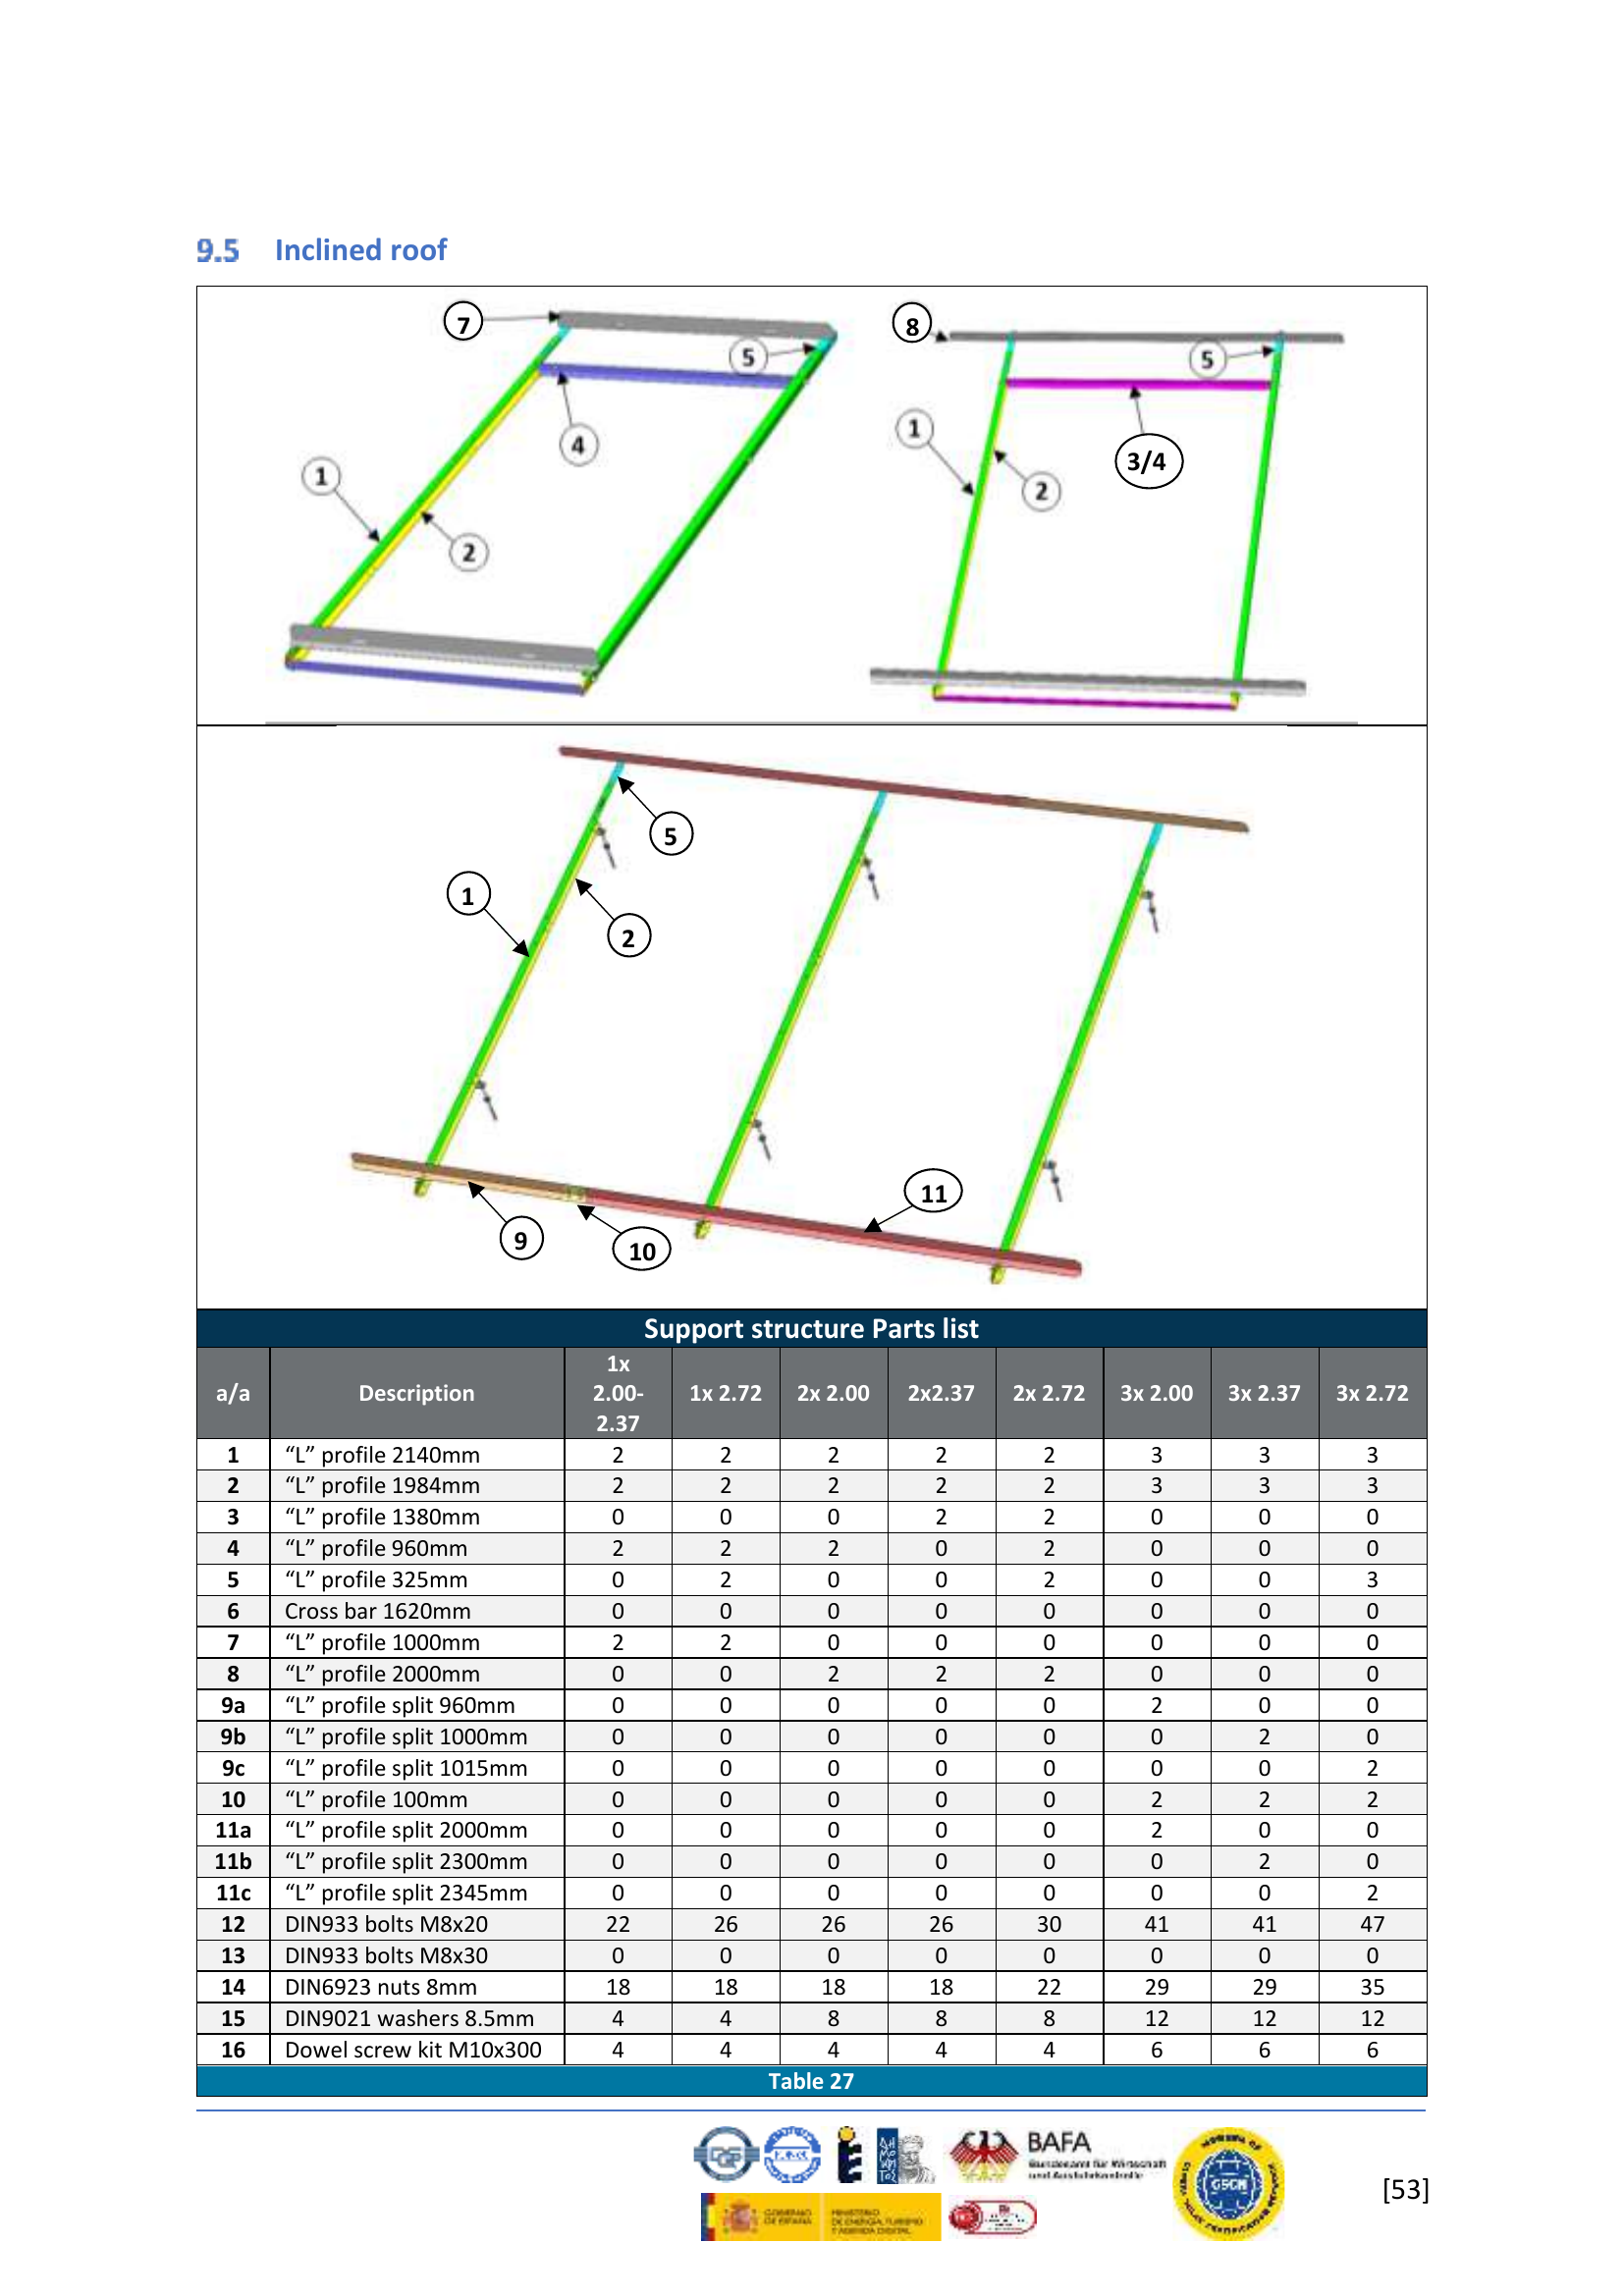 9.5 Inclined roof
7
5
4
1
2
8
5
1
2
3/4
5
1
2
11
9
10
Support structure Parts list
a/a Description 1x 2.00-2.37 1x 2.72 2x 2.00 2x2.37 2x 2.72 3x 2.00 3x 2.37 3x 2.72
1 “L” profile 2140mm 2 2 2 2 2 3 3 3
2 “L” profile 1984mm 2 2 2 2 2 3 3 3
3 “L” profile 1380mm 0 0 0 2 2 0 0 0
4 “L” profile 960mm 2 2 2 0 2 0 0 0
5 “L” profile 325mm 0 2 0 0 2 0 0 3
6 Cross bar 1620mm 0 0 0 0 0 0 0 0
7 “L” profile 1000mm 2 2 0 0 0 0 0 0
8 “L” profile 2000mm 0 0 2 2 2 0 0 0
9a “L” profile split 960mm 0 0 0 0 0 2 0 0
9b “L” profile split 1000mm 0 0 0 0 0 0 2 0
9c “L” profile split 1015mm 0 0 0 0 0 0 0 2
10 “L” profile 100mm 0 0 0 0 0 2 2 2
11a “L” profile split 2000mm 0 0 0 0 0 2 0 0
11b “L” profile split 2300mm 0 0 0 0 0 0 2 0
11c “L” profile split 2345mm 0 0 0 0 0 0 0 2
12 DIN933 bolts M8x20 22 26 26 26 30 41 41 47
13 DIN933 bolts M8x30 0 0 0 0 0 0 0 0
14 DIN6923 nuts 8mm 18 18 18 18 22 29 29 35
15 DIN9021 washers 8.5mm 4 4 8 8 8 12 12 12
16 Dowel screw kit M10x300 4 4 4 4 4 6 6 6
Table 27
BAFA
Bundesamt für Wirtschaft
und Ausfuhrkontrolle
GOBIERNO
DE ESPAÑA
MINISTERIO
DE ENERGÍA, TURISMO
Y AGENDA DIGITAL
[53]